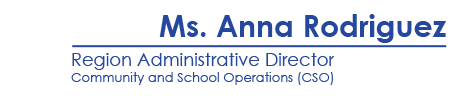 Ms. Anna Rodriguez
Region Administrative Director
Community and School Operations (CSO)